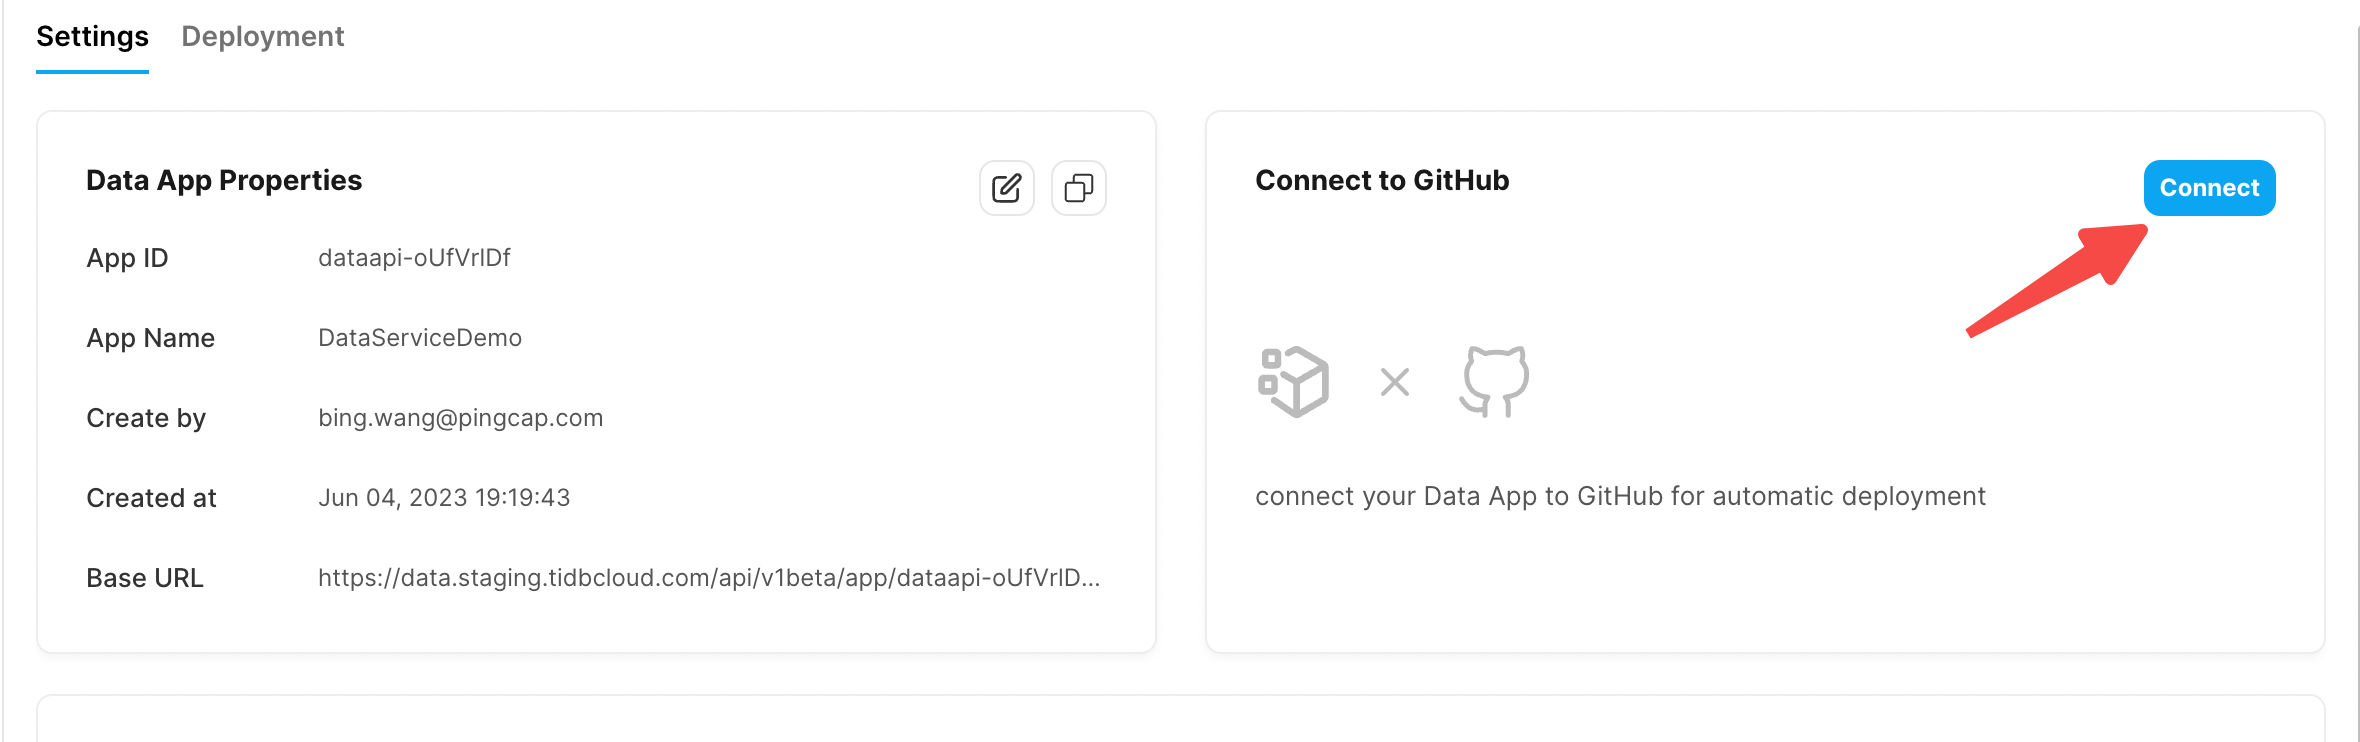 Settings Deployment
Data App Properties
App ID dataapi-oUfVrlDf
App Name DataServiceDemo
Create by bing.wang@pingcap.com
Created at Jun 04, 2023 19:19:43
Base URL https://data.staging.tidbcloud.com/api/v1beta/app/dataapi-oUfVrlD...
Connect to GitHub
Connect
connect your Data App to GitHub for automatic deployment